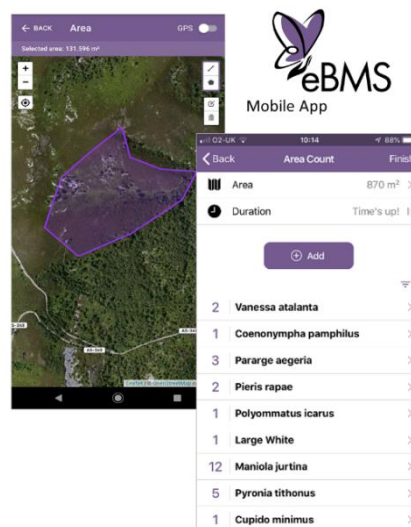 BACK Area GPS
Selected area: 131.596 m²
eBMS
Mobile App
O2-UK 10:14 88%
Back Area Count Finish
Area 870 m²
Duration Time's up!
Add
2 Vanessa atalanta
1 Coenonympha pamphilus
3 Pararge aegeria
2 Pieris rapae
1 Polyommatus icarus
1 Large White
12 Maniola jurtina
5 Pyronia tithonus
1 Cupido minimus